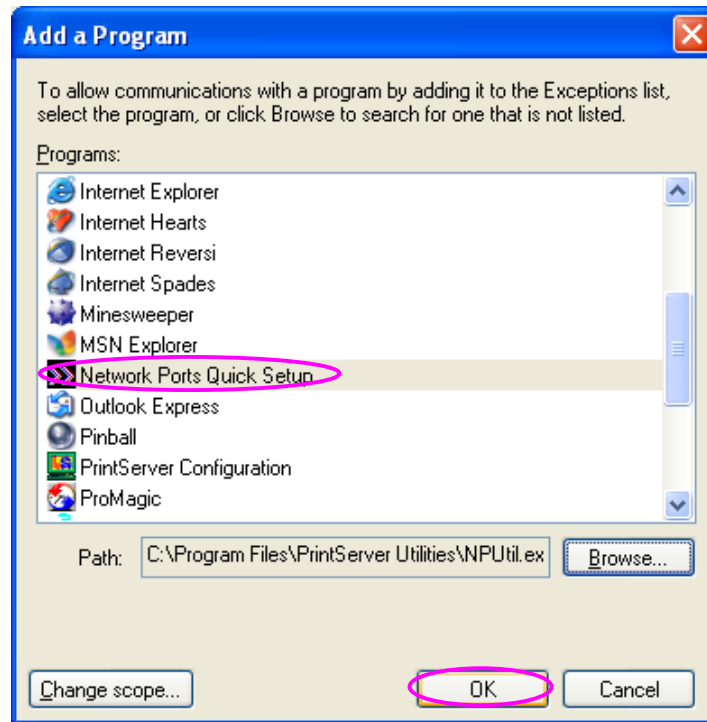 Add a Program
To allow communications with a program by adding it to the Exceptions list,
select the program, or click Browse to search for one that is not listed.
Programs:
Internet Explorer
Internet Hearts
Internet Reversi
Internet Spades
Minesweeper
MSN Explorer
Network Ports Quick Setup
Outlook Express
Pinball
PrintServer Configuration
ProMagic
Path: C:\Program Files\PrintServer Utilities\NPUtil.ex Browse...
Change scope... OK Cancel